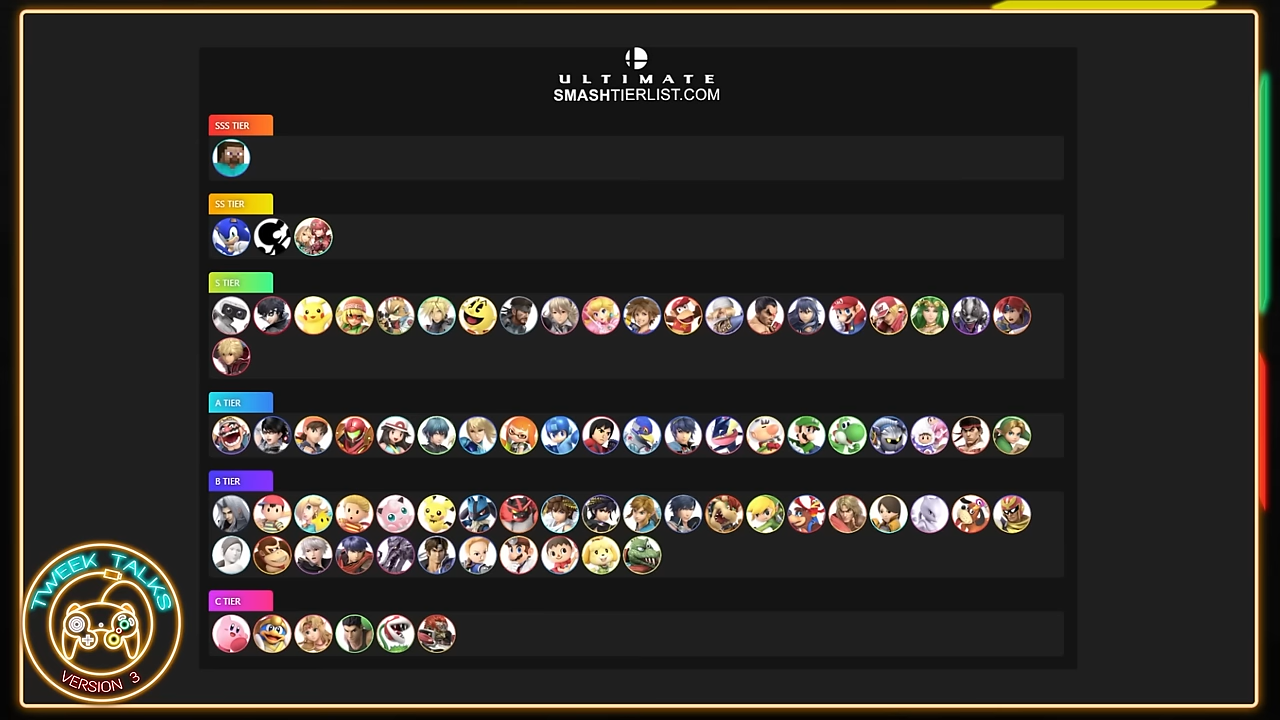 ULTIMATE
SMASHTIERLIST.COM
SSS TIER
SS TIER
S TIER
A TIER
B TIER
C TIER
TWEEK TALKS
VERSION 3